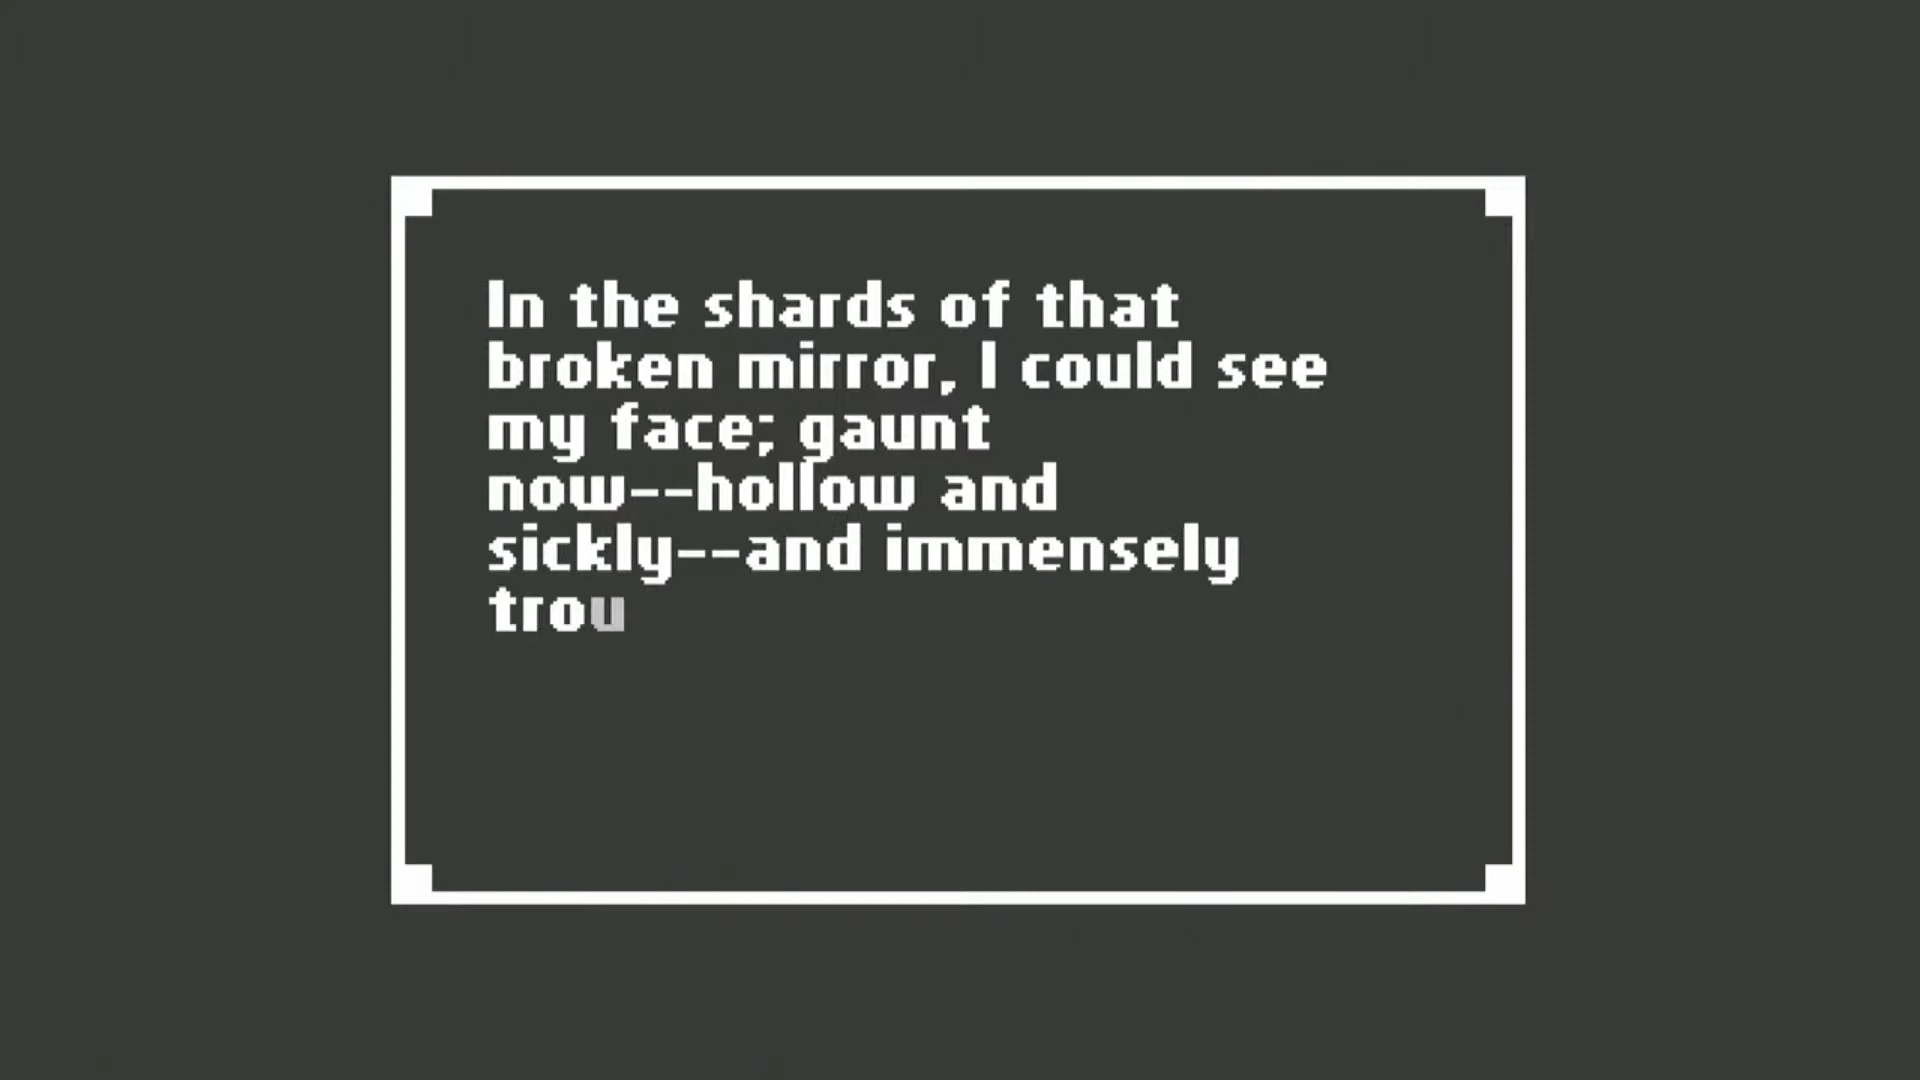 In the shards of that
broken mirror, I could see
my face; gaunt
now--hollow and
sickly--and immensely
trou